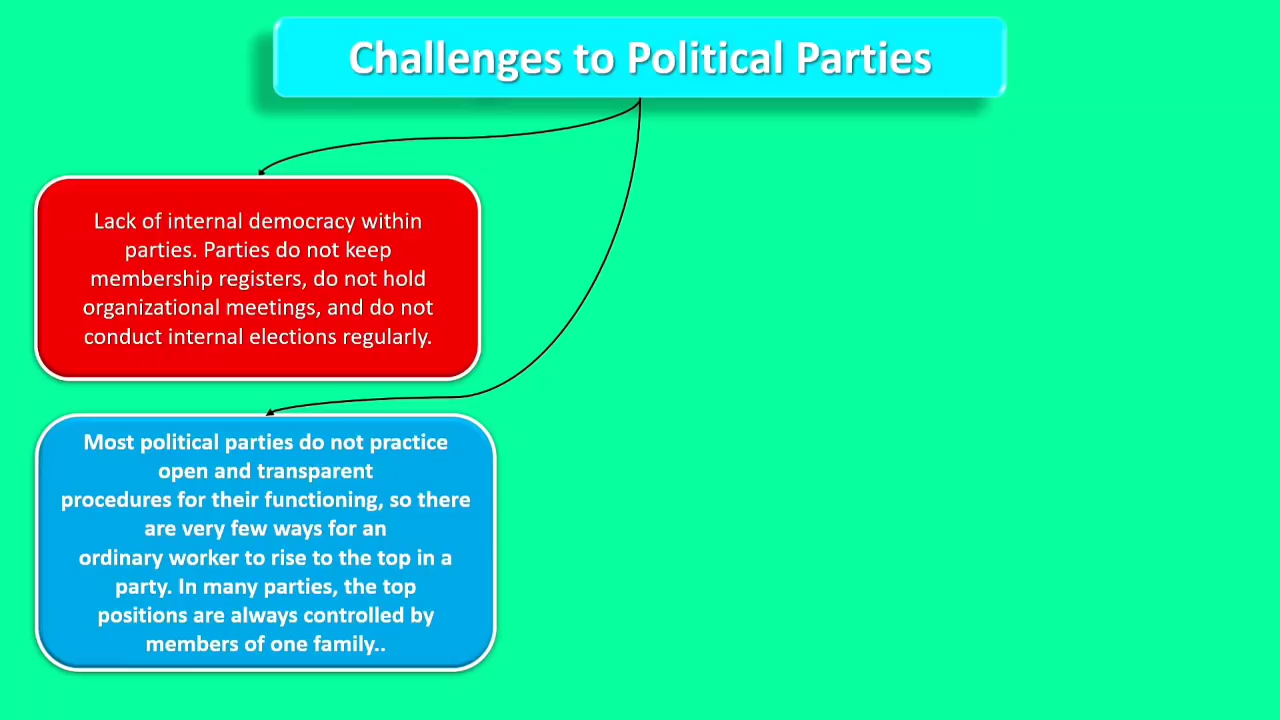 Challenges to Political Parties
Lack of internal democracy within
parties. Parties do not keep
membership registers, do not hold
organizational meetings, and do not
conduct internal elections regularly.
Most political parties do not practice
open and transparent
procedures for their functioning, so there
are very few ways for an
ordinary worker to rise to the top in a
party. In many parties, the top
positions are always controlled by
members of one family..